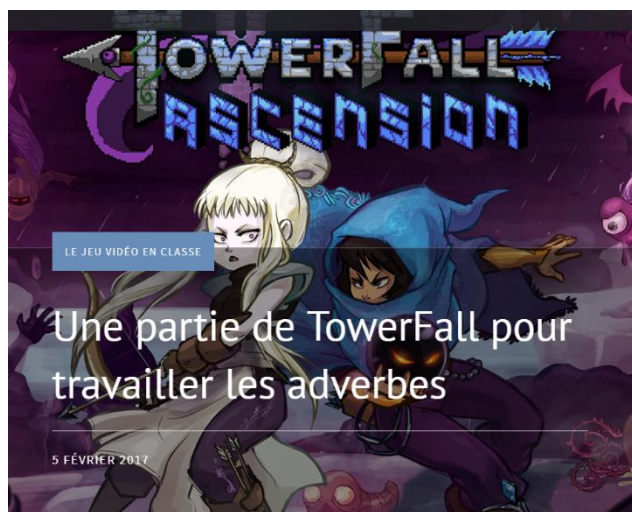 TOWERFALL
ASCENSION
LE JEU VIDÉO EN CLASSE
Une partie de TowerFall pour
travailler les adverbes
5 FÉVRIER 2017